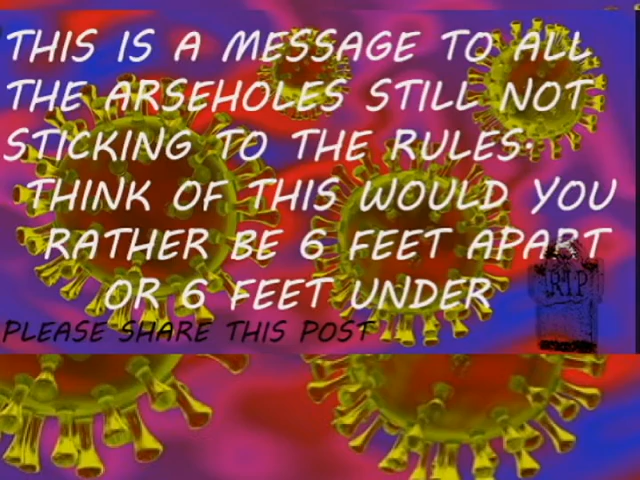 THIS IS A MESSAGE TO ALL
THE ARSEHOLES STILL NOT
STICKING TO THE RULES.
THINK OF THIS WOULD YOU
RATHER BE 6 FEET APART
OR 6 FEET UNDER
RIP
PLEASE SHARE THIS POST